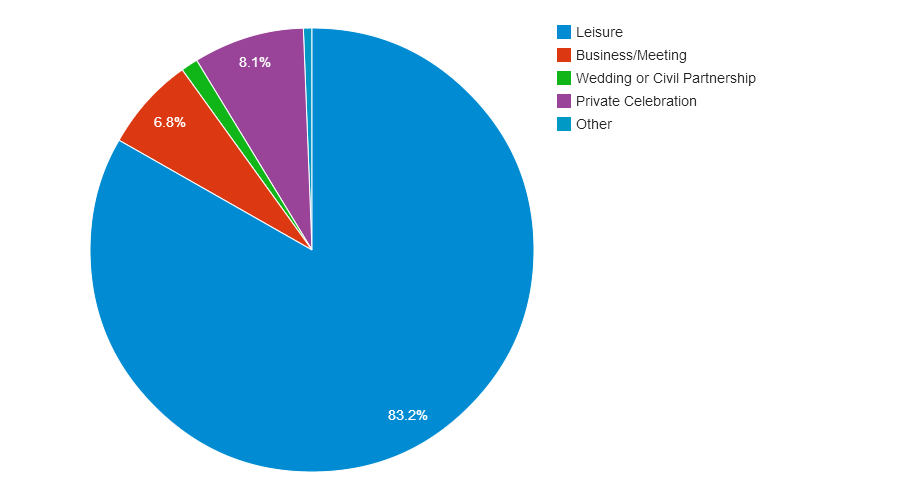 8.1%
6.8%
83.2%
Leisure
Business/Meeting
Wedding or Civil Partnership
Private Celebration
Other